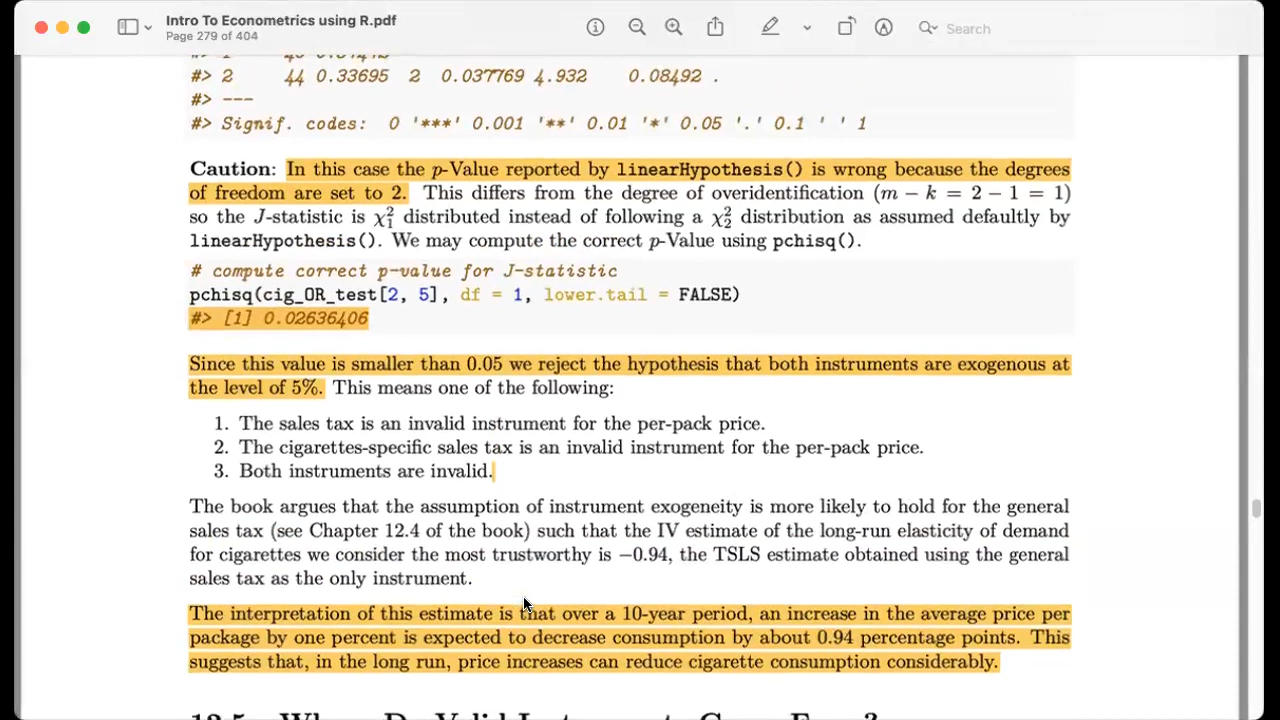 Intro To Econometrics using R.pdf
Page 279 of 404
Search
#> 2 44 0.33695 2 0.037769 4.932 0.08492 .
#> ---
#> Signif. codes: 0 '***' 0.001 '**' 0.01 '*' 0.05 '.' 0.1 ' ' 1
Caution: In this case the p-Value reported by linearHypothesis() is wrong because the degrees
of freedom are set to 2. This differs from the degree of overidentification (m − k = 2 − 1 = 1)
so the J-statistic is χ²₁ distributed instead of following a χ²₂ distribution as assumed defaultly by
linearHypothesis(). We may compute the correct p-Value using pchisq().
# compute correct p-value for J-statistic
pchisq(cig_OR_test[2, 5], df = 1, lower.tail = FALSE)
#> [1] 0.02636406
Since this value is smaller than 0.05 we reject the hypothesis that both instruments are exogenous at
the level of 5%. This means one of the following:
1. The sales tax is an invalid instrument for the per-pack price.
2. The cigarettes-specific sales tax is an invalid instrument for the per-pack price.
3. Both instruments are invalid.
The book argues that the assumption of instrument exogeneity is more likely to hold for the general
sales tax (see Chapter 12.4 of the book) such that the IV estimate of the long-run elasticity of demand
for cigarettes we consider the most trustworthy is −0.94, the TSLS estimate obtained using the general
sales tax as the only instrument.
The interpretation of this estimate is that over a 10-year period, an increase in the average price per
package by one percent is expected to decrease consumption by about 0.94 percentage points. This
suggests that, in the long run, price increases can reduce cigarette consumption considerably.